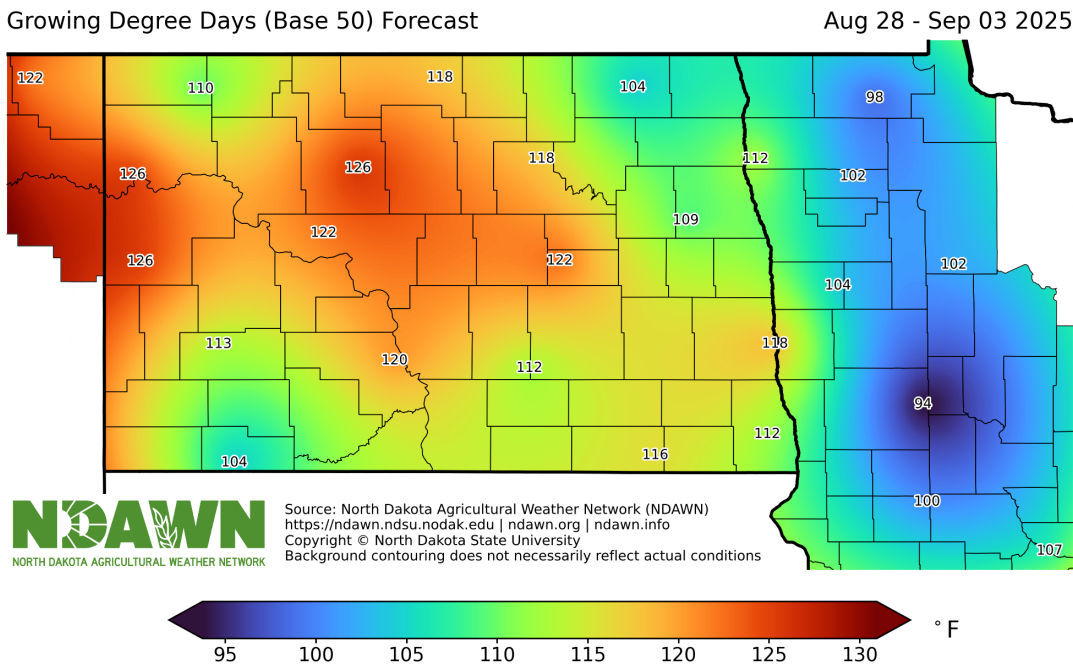 Growing Degree Days (Base 50) Forecast
Aug 28 - Sep 03 2025
122
110
118
104
98
126
126
118
112
102
109
122
126
122
102
104
113
120
112
118
94
112
104
116
100
107
NDAWN
NORTH DAKOTA AGRICULTURAL WEATHER NETWORK
Source: North Dakota Agricultural Weather Network (NDAWN)
https://ndawn.ndsu.nodak.edu | ndawn.org | ndawn.info
Copyright © North Dakota State University
Background contouring does not necessarily reflect actual conditions
95 100 105 110 115 120 125 130
°F